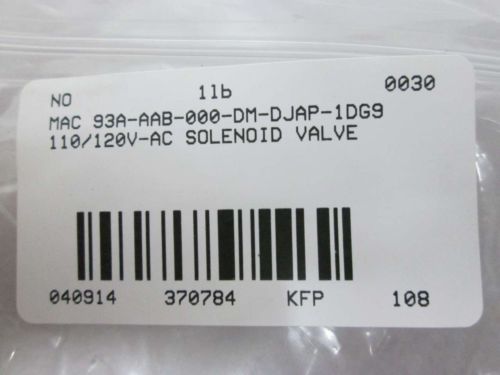 NO 1lb 0030
MAC 93A-AAB-000-DM-DJAP-1DG9
110/120V-AC SOLENOID VALVE
040914 370784 KFP 108